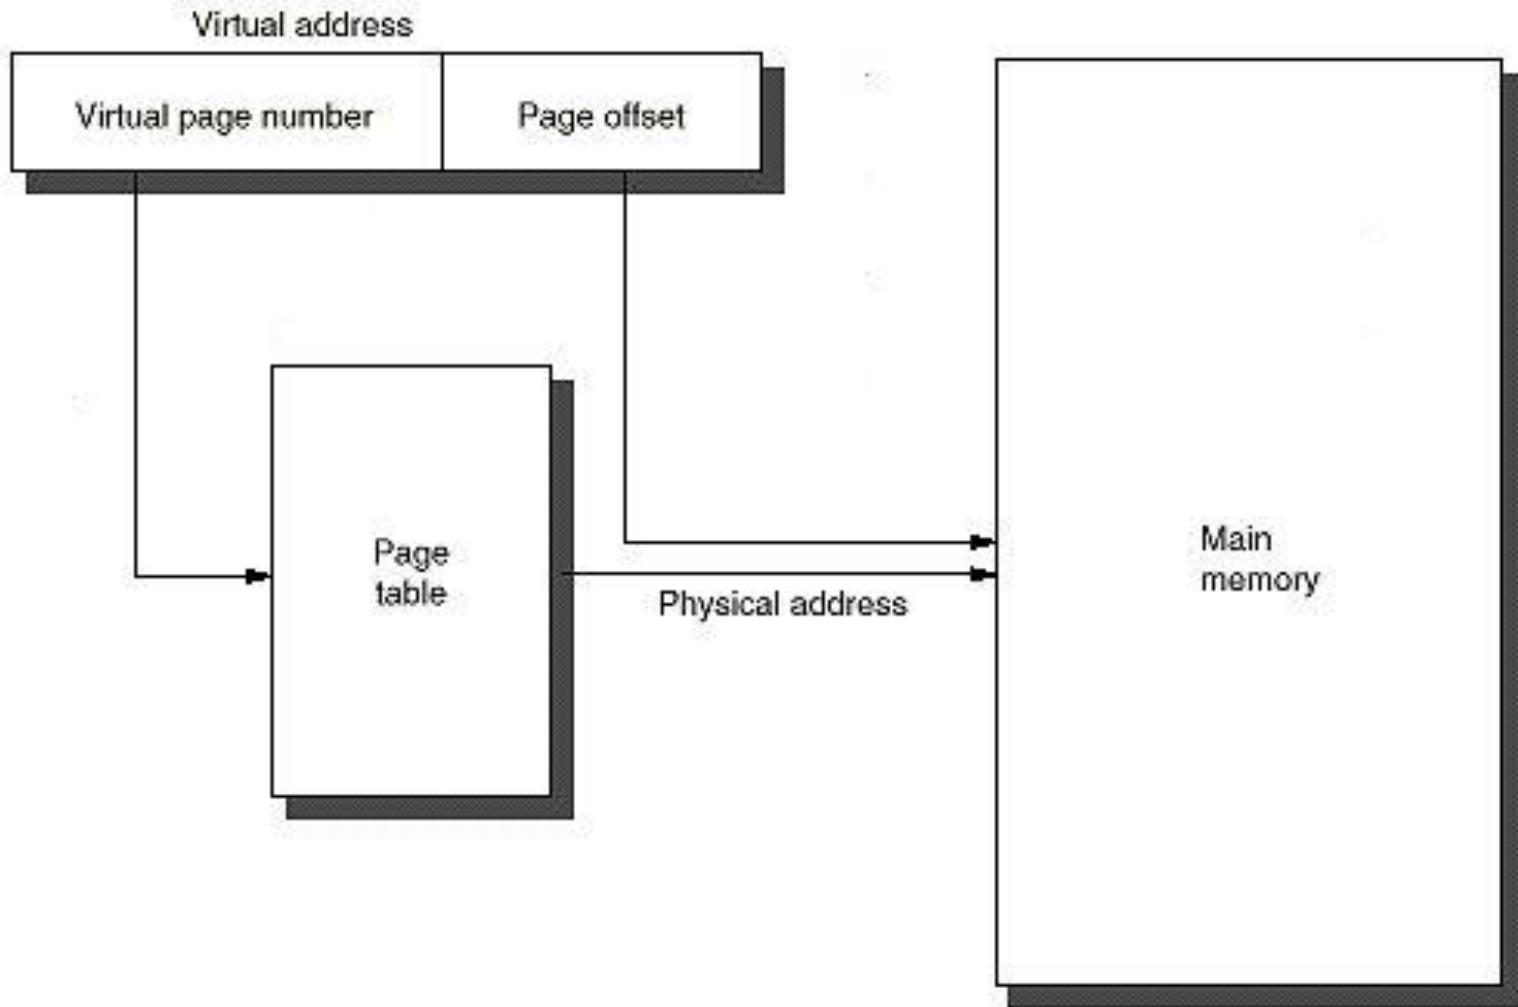 Virtual address
Virtual page number
Page offset
Page
table
Physical address
Main
memory